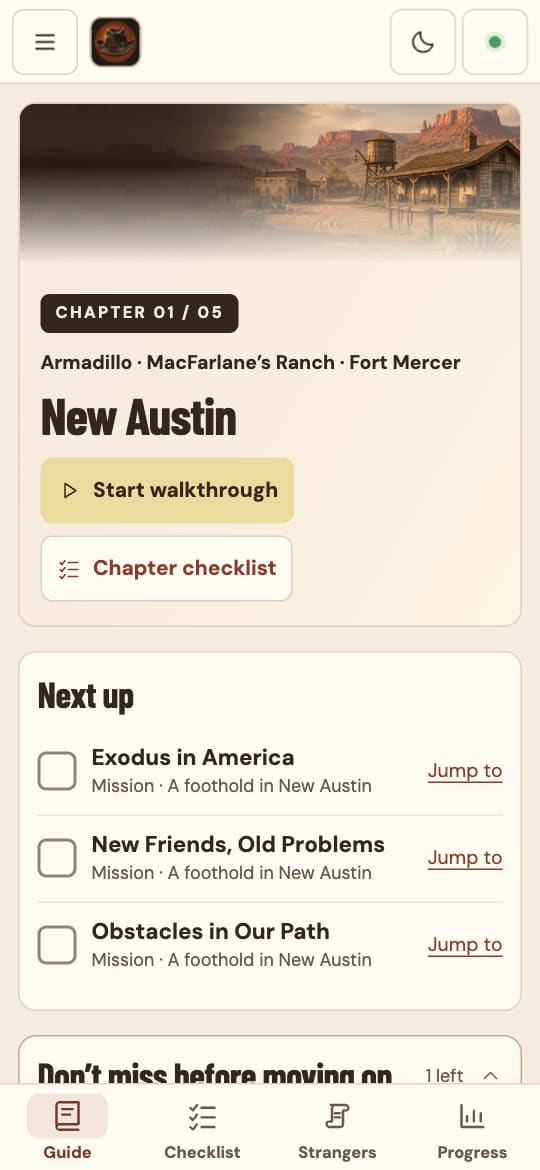 CHAPTER 01 / 05
Armadillo · MacFarlane’s Ranch · Fort Mercer
New Austin
Start walkthrough
Chapter checklist
Next up
Exodus in America
Mission · A foothold in New Austin
Jump to
New Friends, Old Problems
Mission · A foothold in New Austin
Jump to
Obstacles in Our Path
Mission · A foothold in New Austin
Jump to
Don’t miss before moving on
1 left
Guide
Checklist
Strangers
Progress